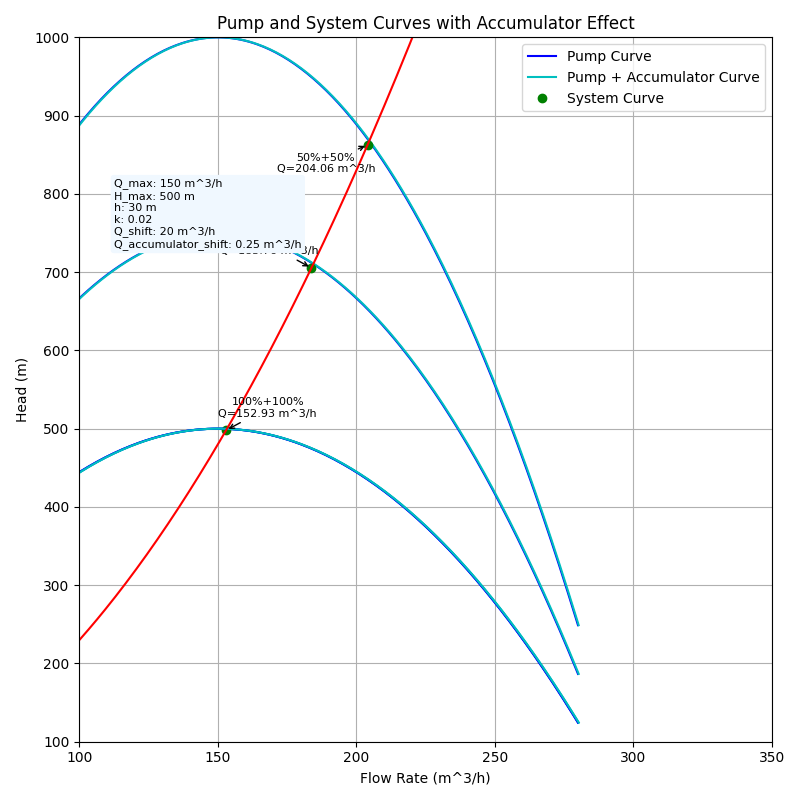 Pump and System Curves with Accumulator Effect
1000
900
800
700
600
500
400
300
200
100
Head (m)
100
150
200
250
300
350
Flow Rate (m^3/h)
Pump Curve
Pump + Accumulator Curve
System Curve
50%+50%
Q=204.06 m^3/h
Q_max: 150 m^3/h
H_max: 500 m
h: 30 m
k: 0.02
Q_shift: 20 m^3/h
Q_accumulator_shift: 0.25 m^3/h
m^3/h
100%+100%
Q=152.93 m^3/h